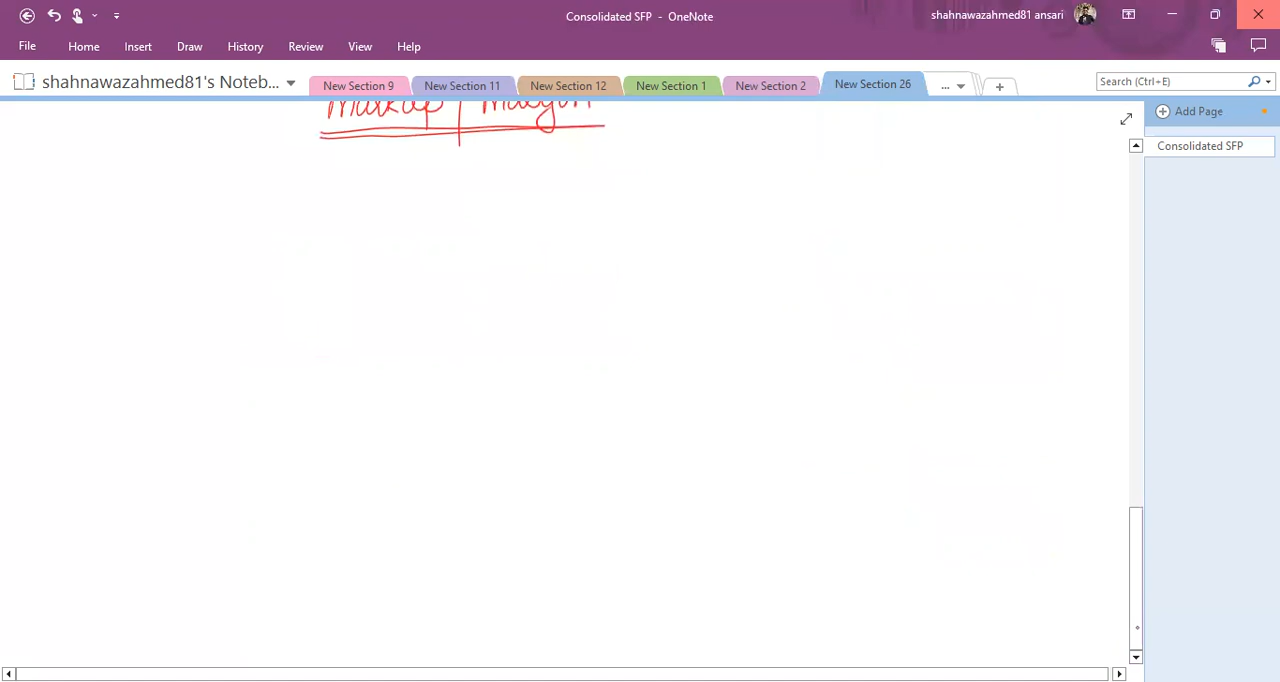 Consolidated SFP - OneNote
shahnawazahmed81 ansari
File Home Insert Draw History Review View Help
shahnawazahmed81's Noteb...
New Section 9
New Section 11
New Section 12
New Section 1
New Section 2
New Section 26
...
Search (Ctrl+E)
Add Page
Consolidated SFP
Markup | Margin